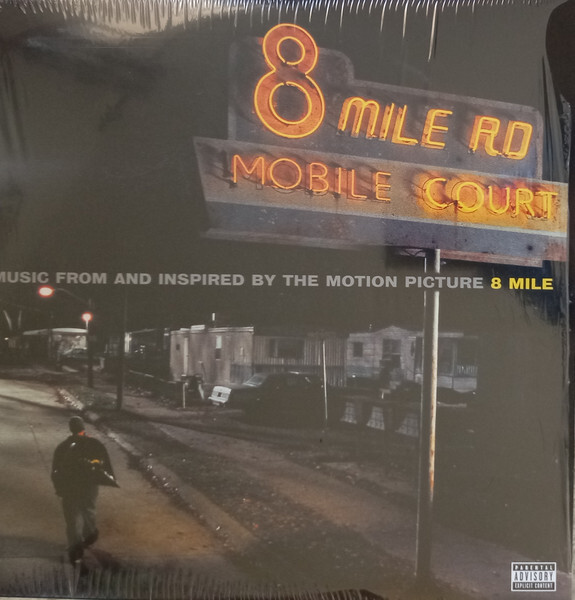 8 MILE RD
MOBILE COURT
MUSIC FROM AND INSPIRED BY THE MOTION PICTURE 8 MILE
PARENTAL
ADVISORY
EXPLICIT CONTENT